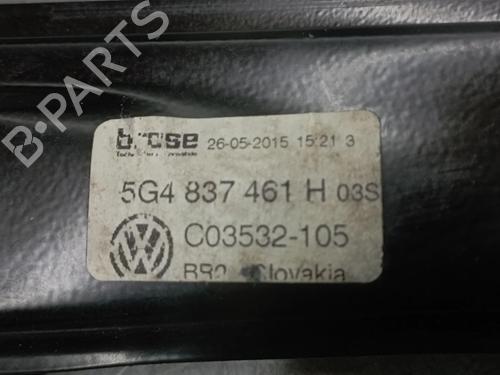 brose 26-05-2015 15:21 3
5G4 837 461 H 03S
C03532-105
Slovakia
B-PARTS